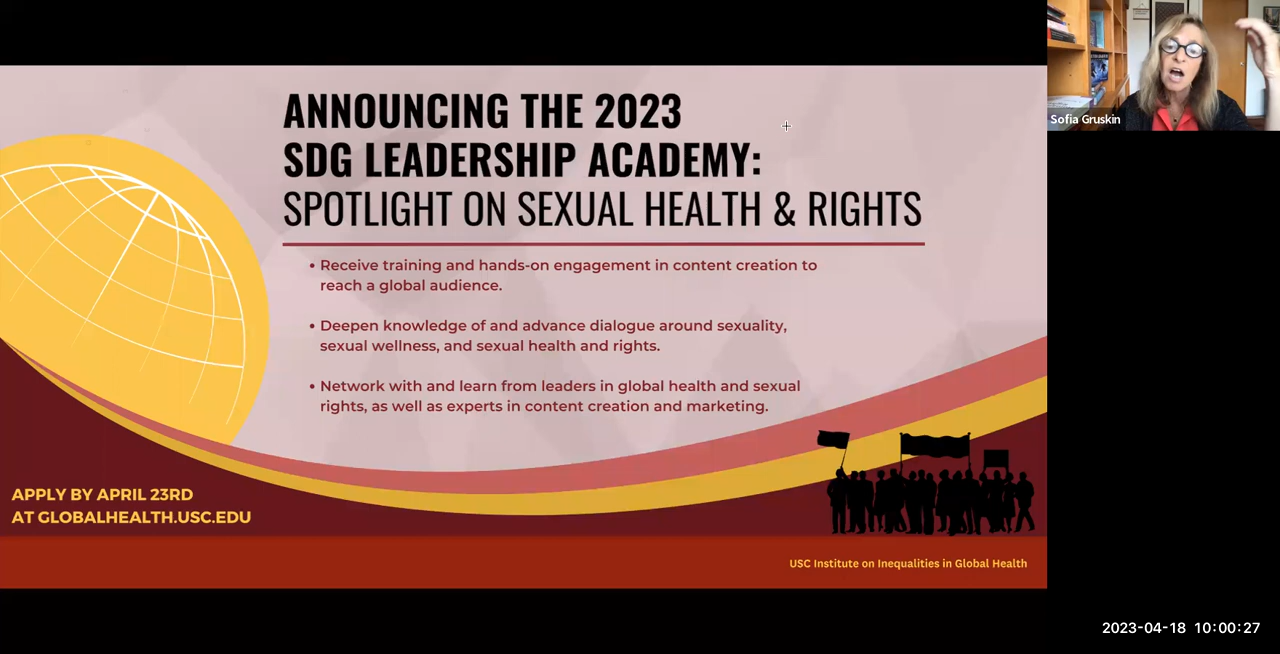 ANNOUNCING THE 2023
SDG LEADERSHIP ACADEMY:
SPOTLIGHT ON SEXUAL HEALTH & RIGHTS
• Receive training and hands-on engagement in content creation to
reach a global audience.
• Deepen knowledge of and advance dialogue around sexuality,
sexual wellness, and sexual health and rights.
• Network with and learn from leaders in global health and sexual
rights, as well as experts in content creation and marketing.
APPLY BY APRIL 23RD
AT GLOBALHEALTH.USC.EDU
USC Institute on Inequalities in Global Health
Sofia Gruskin
2023-04-18 10:00:27